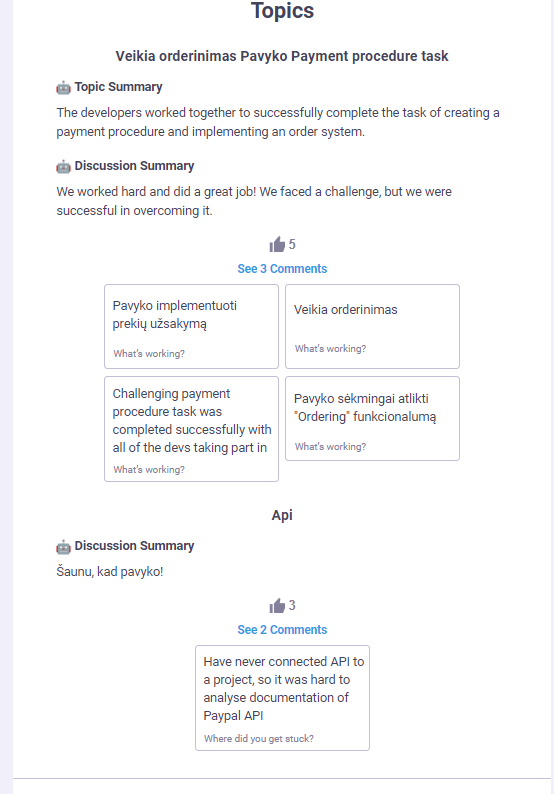 Topics
Veikia orderinimas Pavyko Payment procedure task
Topic Summary
The developers worked together to successfully complete the task of creating a
payment procedure and implementing an order system.
Discussion Summary
We worked hard and did a great job! We faced a challenge, but we were
successful in overcoming it.
5
See 3 Comments
Pavyko implementuoti
prekių užsakymą
What's working?
Veikia orderinimas
What's working?
Challenging payment
procedure task was
completed successfully with
all of the devs taking part in
What's working?
Pavyko sėkmingai atlikti
"Ordering" funkcionalumą
What's working?
Api
Discussion Summary
Šaunu, kad pavyko!
3
See 2 Comments
Have never connected API to
a project, so it was hard to
analyse documentation of
Paypal API
Where did you get stuck?